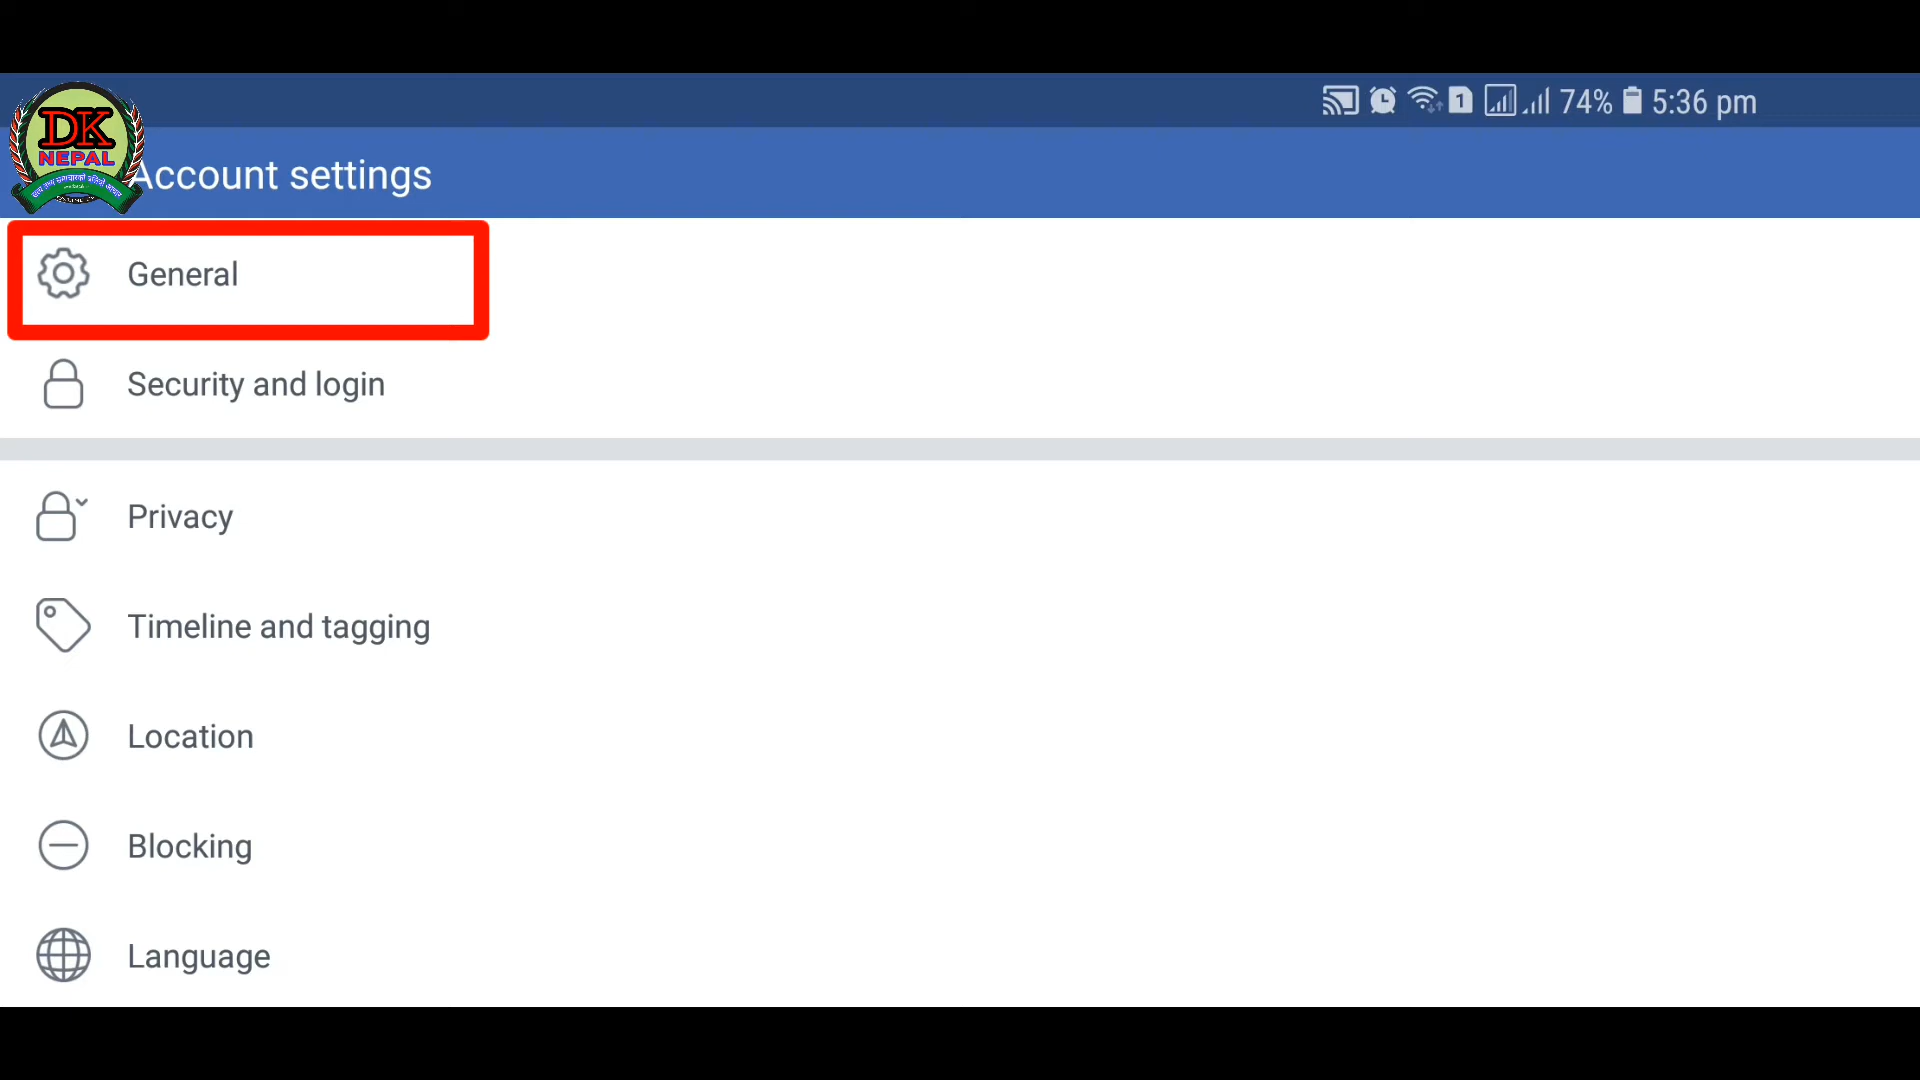 74% 5:36 pm
DK
NEPAL
Account settings
General
Security and login
Privacy
Timeline and tagging
Location
Blocking
Language